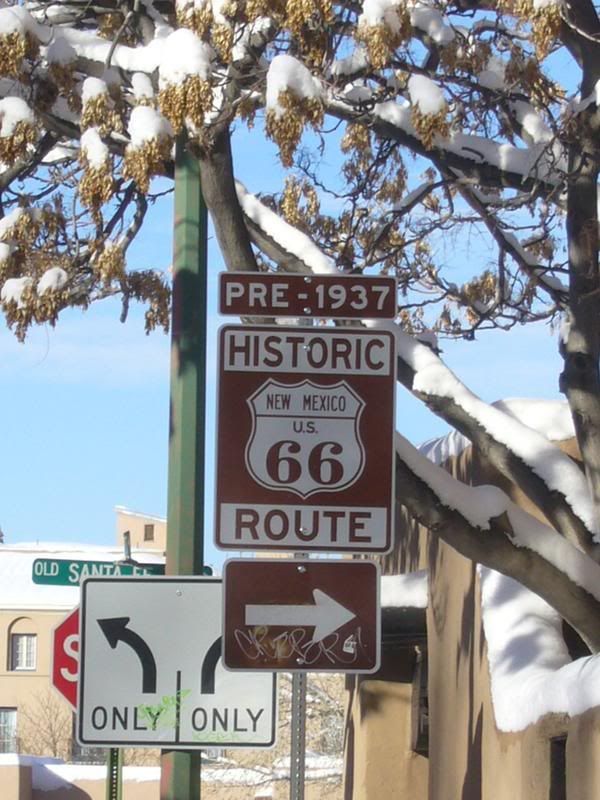 PRE-1937
HISTORIC
NEW MEXICO
U.S.
66
ROUTE
OLD SANTA FE
S
ONLY ONLY